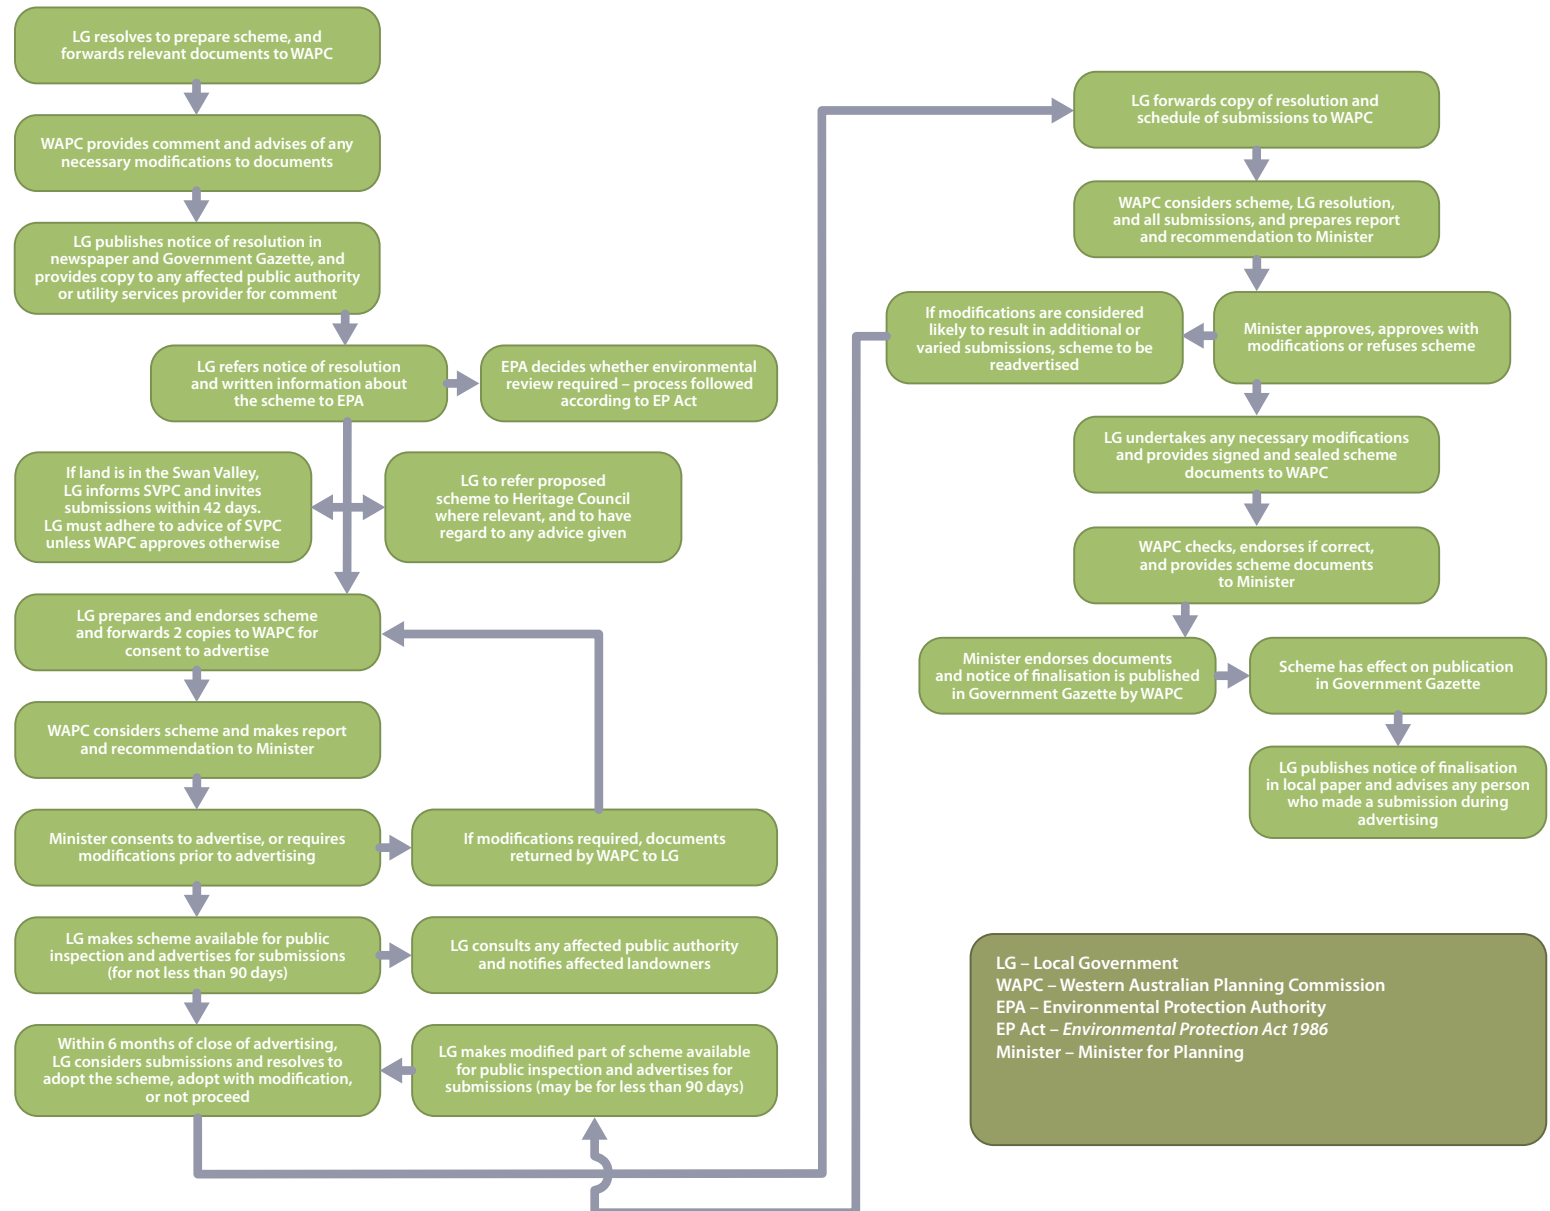 LG resolves to prepare scheme, and
forwards relevant documents to WAPC
WAPC provides comment and advises of any
necessary modifications to documents
LG publishes notice of resolution in
newspaper and Government Gazette, and
provides copy to any affected public authority
or utility services provider for comment
LG refers notice of resolution
and written information about
the scheme to EPA
EPA decides whether environmental
review required – process followed
according to EP Act
If land is in the Swan Valley,
LG informs SVPC and invites
submissions within 42 days.
LG must adhere to advice of SVPC
unless WAPC approves otherwise
LG to refer proposed
scheme to Heritage Council
where relevant, and to have
regard to any advice given
LG prepares and endorses scheme
and forwards 2 copies to WAPC for
consent to advertise
WAPC considers scheme and makes report
and recommendation to Minister
Minister consents to advertise, or requires
modifications prior to advertising
If modifications required, documents
returned by WAPC to LG
LG makes scheme available for public
inspection and advertises for submissions
(for not less than 90 days)
LG consults any affected public authority
and notifies affected landowners
Within 6 months of close of advertising,
LG considers submissions and resolves to
adopt the scheme, adopt with modification,
or not proceed
LG makes modified part of scheme available
for public inspection and advertises for
submissions (may be for less than 90 days)
LG forwards copy of resolution and
schedule of submissions to WAPC
WAPC considers scheme, LG resolution,
and all submissions, and prepares report
and recommendation to Minister
If modifications are considered
likely to result in additional or
varied submissions, scheme to be
readvertised
Minister approves, approves with
modifications or refuses scheme
LG undertakes any necessary modifications
and provides signed and sealed scheme
documents to WAPC
WAPC checks, endorses if correct,
and provides scheme documents
to Minister
Minister endorses documents
and notice of finalisation is published
in Government Gazette by WAPC
Scheme has effect on publication
in Government Gazette
LG publishes notice of finalisation
in local paper and advises any person
who made a submission during
advertising
LG – Local Government
WAPC – Western Australian Planning Commission
EPA – Environmental Protection Authority
EP Act – Environmental Protection Act 1986
Minister – Minister for Planning